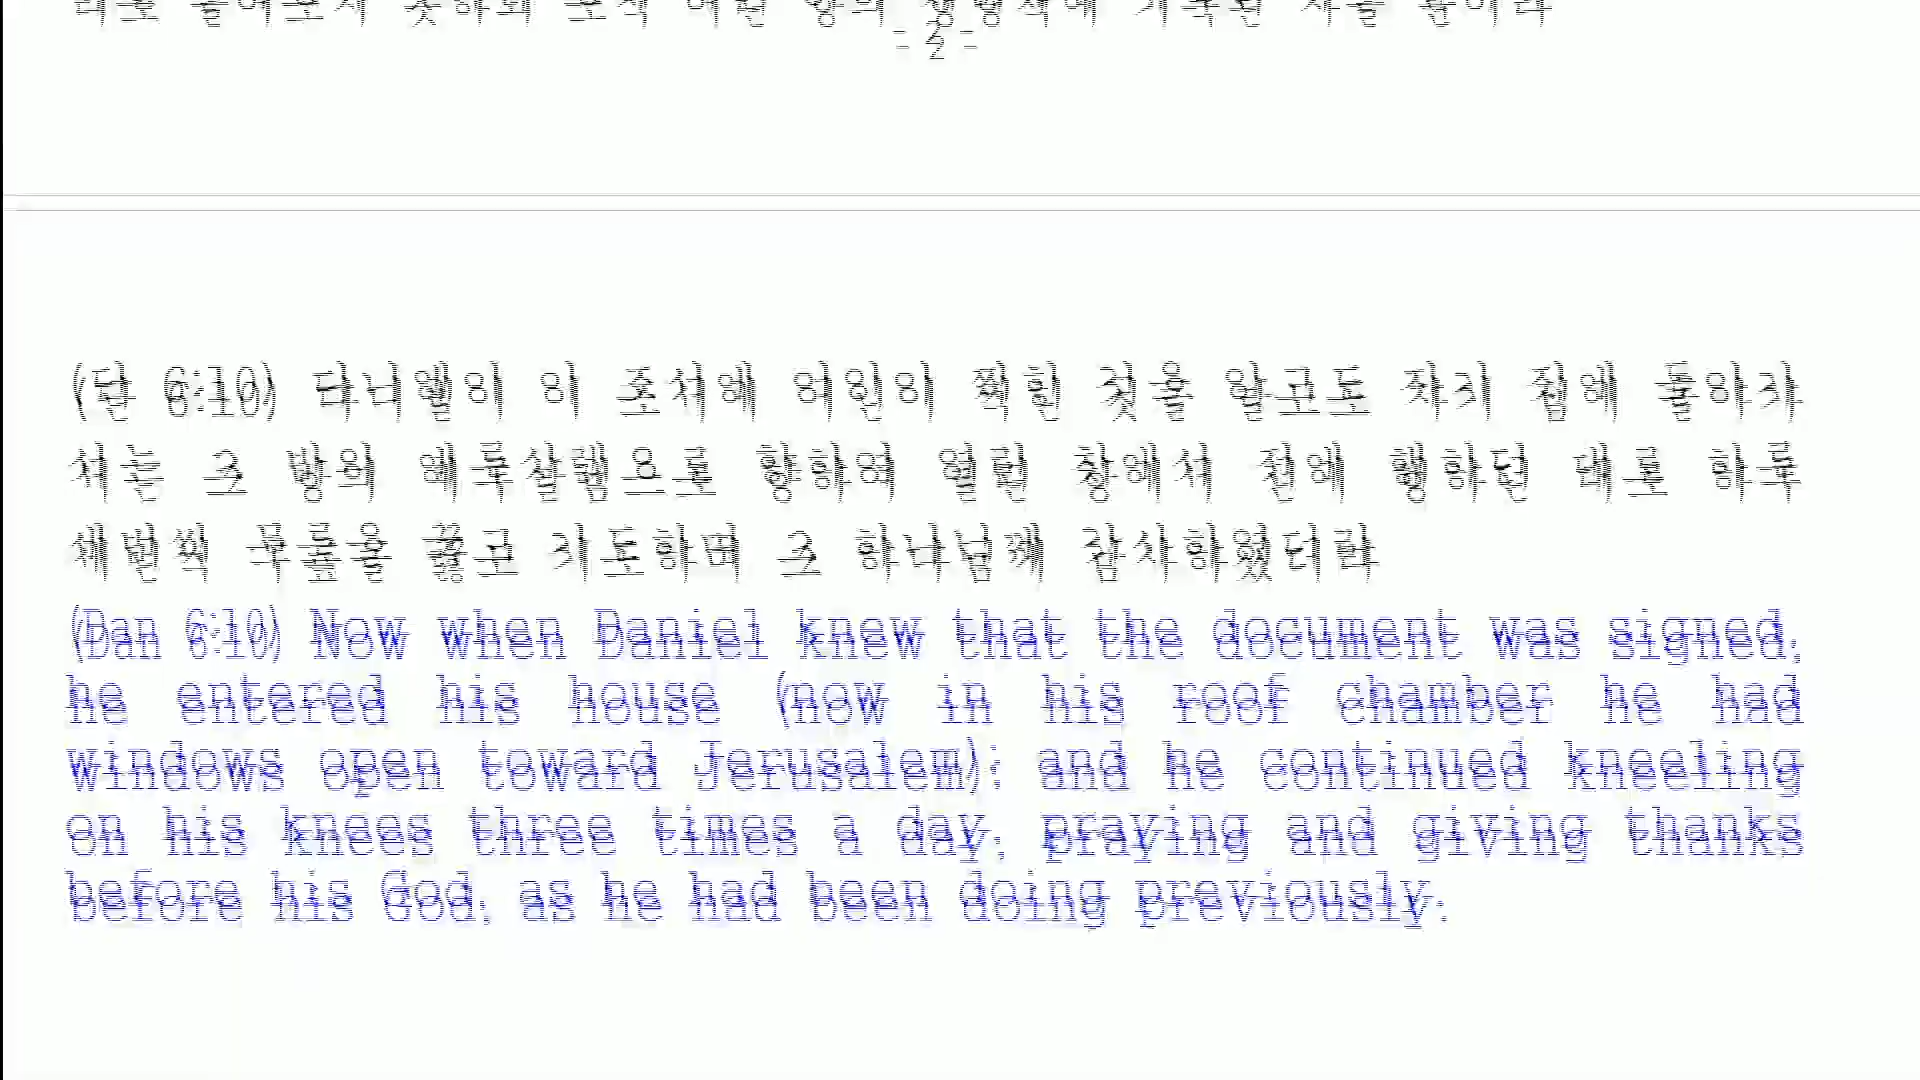 - 2 -
(단 6:10) 다니엘이 이 조서에 어인이 찍힌 것을 알고도 자기 집에 돌아가
서는 그 방의 예루살렘으로 향하여 열린 창에서 전에 행하던 대로 하루
세번씩 무릎을 꿇고 기도하며 그 하나님께 감사하였더라
(Dan 6:10) Now when Daniel knew that the document was signed,
he entered his house (now in his roof chamber he had
windows open toward Jerusalem); and he continued kneeling
on his knees three times a day, praying and giving thanks
before his God, as he had been doing previously.